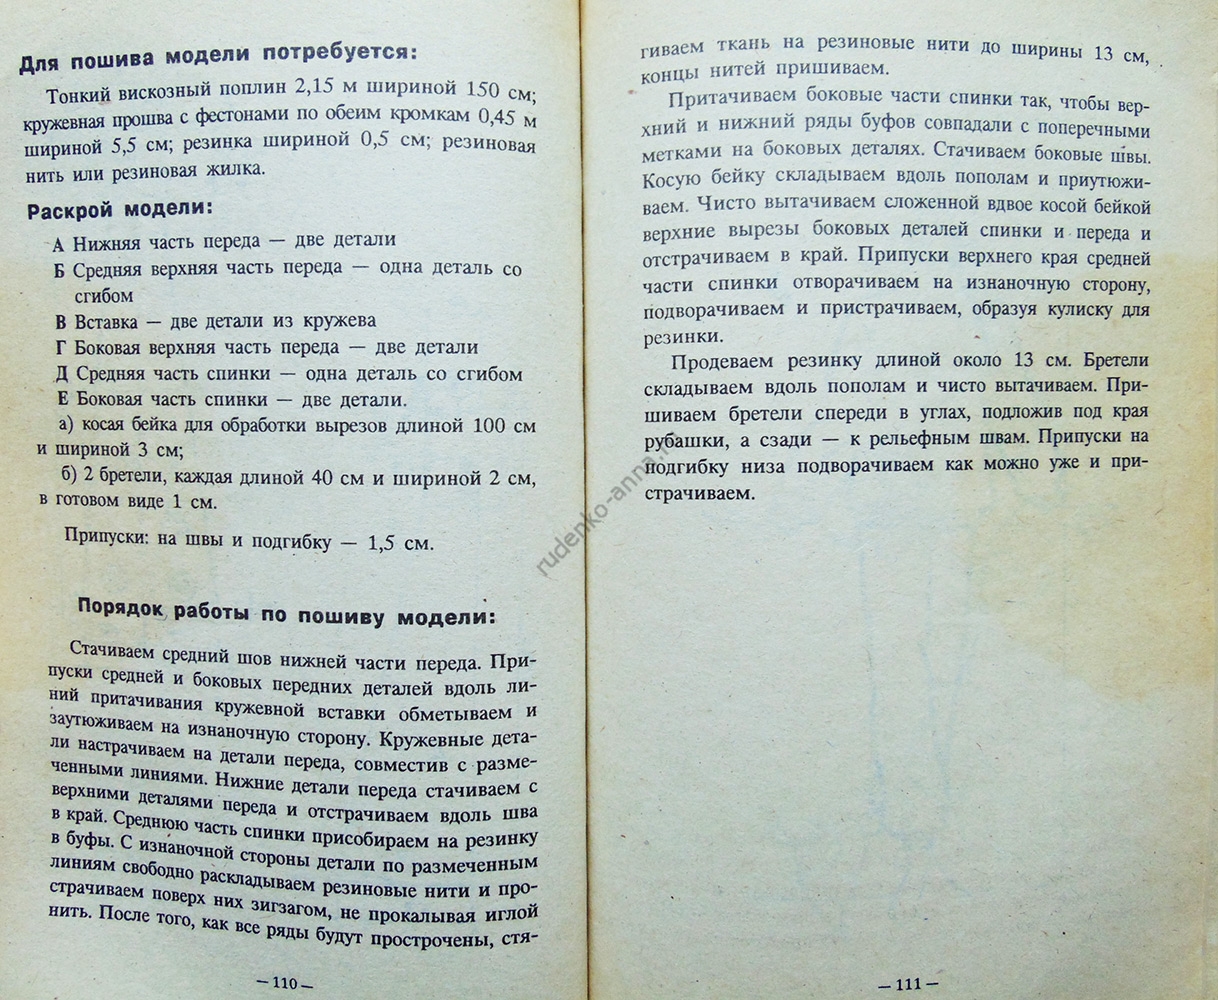 Для пошива модели потребуется:
Тонкий вискозный поплин 2,15 м шириной 150 см;
кружевная прошва с фестонами по обеим кромкам 0,45 м
шириной 5,5 см; резинка шириной 0,5 см; резиновая
нить или резиновая жилка.
Раскрой модели:
А Нижняя часть переда — две детали
Б Средняя верхняя часть переда — одна деталь со
сгибом
В Вставка — две детали из кружева
Г Боковая верхняя часть переда — две детали
Д Средняя часть спинки — одна деталь со сгибом
Е Боковая часть спинки — две детали.
а) косая бейка для обработки вырезов длиной 100 см
и шириной 3 см;
б) 2 бретели, каждая длиной 40 см и шириной 2 см,
в готовом виде 1 см.
Припуски: на швы и подгибку — 1,5 см.
Порядок работы по пошиву модели:
Стачиваем средний шов нижней части переда. При-
пуски средней и боковых передних деталей вдоль ли-
ний притачивания кружевной вставки обметываем и
заутюживаем на изнаночную сторону. Кружевные дета-
ли настрачиваем на детали переда, совместив с разме-
ченными линиями. Нижние детали переда стачиваем с
верхними деталями переда и отстрачиваем вдоль шва
в край. Среднюю часть спинки присобираем на резинку
в буфы. С изнаночной стороны детали по размеченным
линиям свободно раскладываем резиновые нити и про-
страчиваем поверх них зигзагом, не прокалывая иглой
нить. После того, как все ряды будут прострочены, стя-
— 110 —
гиваем ткань на резиновые нити до ширины 13 см,
концы нитей пришиваем.
Притачиваем боковые части спинки так, чтобы вер-
хний и нижний ряды буфов совпадали с поперечными
метками на боковых деталях. Стачиваем боковые швы.
Косую бейку складываем вдоль пополам и приутюжи-
ваем. Чисто вытачиваем сложенной вдвое косой бейкой
верхние вырезы боковых деталей спинки и переда и
отстрачиваем в край. Припуски верхнего края средней
части спинки отворачиваем на изнаночную сторону,
подворачиваем и пристрачиваем, образуя кулиску для
резинки.
Продеваем резинку длиной около 13 см. Бретели
складываем вдоль пополам и чисто вытачиваем. При-
шиваем бретели спереди в углах, подложив под края
рубашки, а сзади — к рельефным швам. Припуски на
подгибку низа подворачиваем как можно уже и при-
страчиваем.
— 111 —
rudenko-anna.r